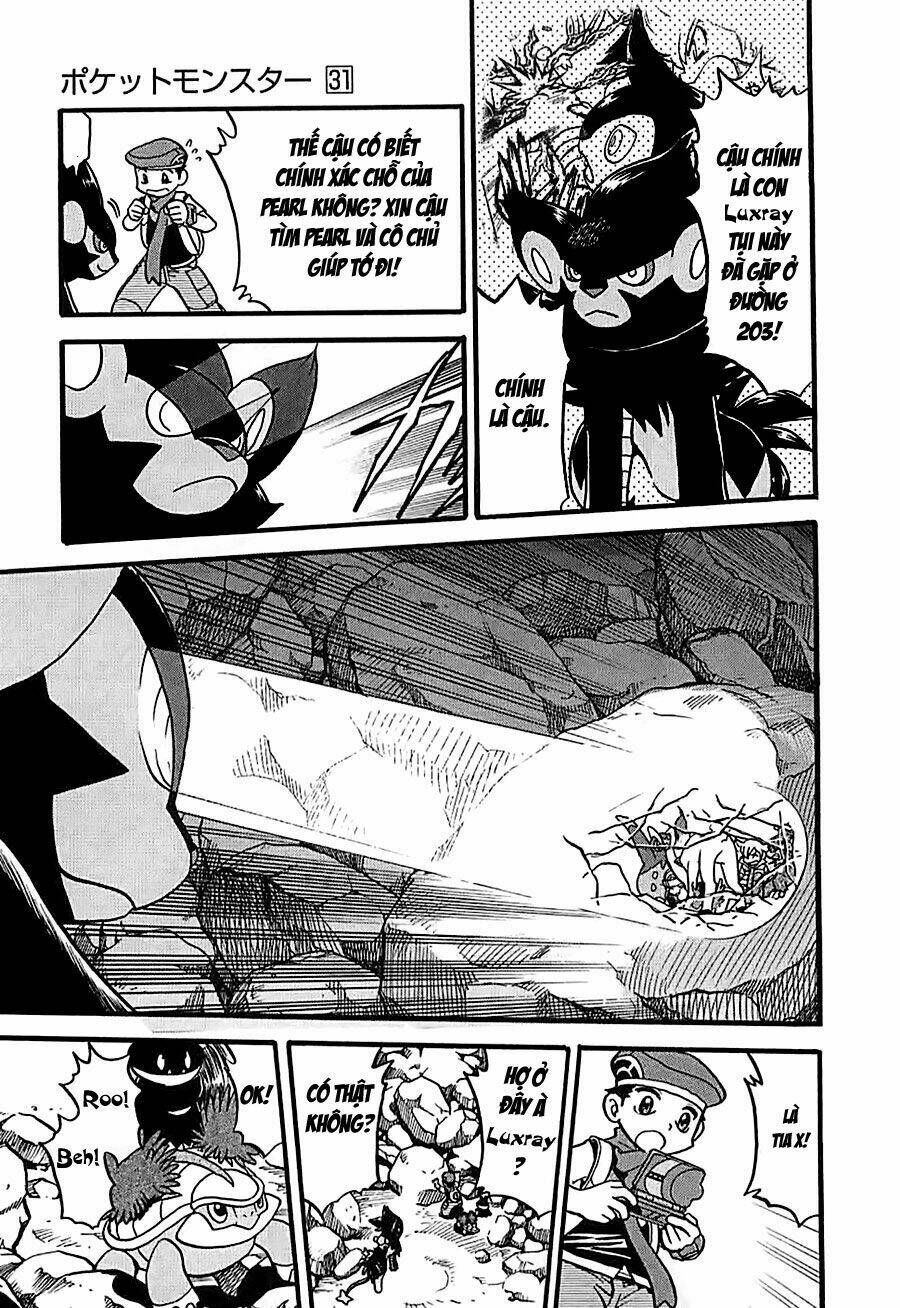 ポケットモンスター 31
CẬU CHÍNH
LÀ CON
Luxray
TỤI NÀY
ĐÃ GẶP Ở
ĐƯỜNG
203!
CHÍNH
LÀ CẬU.
THẾ CẬU CÓ BIẾT
CHÍNH XÁC CHỖ CỦA
PEARL KHÔNG? XIN CẬU
TÌM PEARL VÀ CÔ CHỦ
GIÚP TỚ ĐI!
LÀ
TIA X!
HỌ Ở
ĐÂY À
Luxray
?
CÓ THẬT
KHÔNG?
OK!
Roo!
Beh!